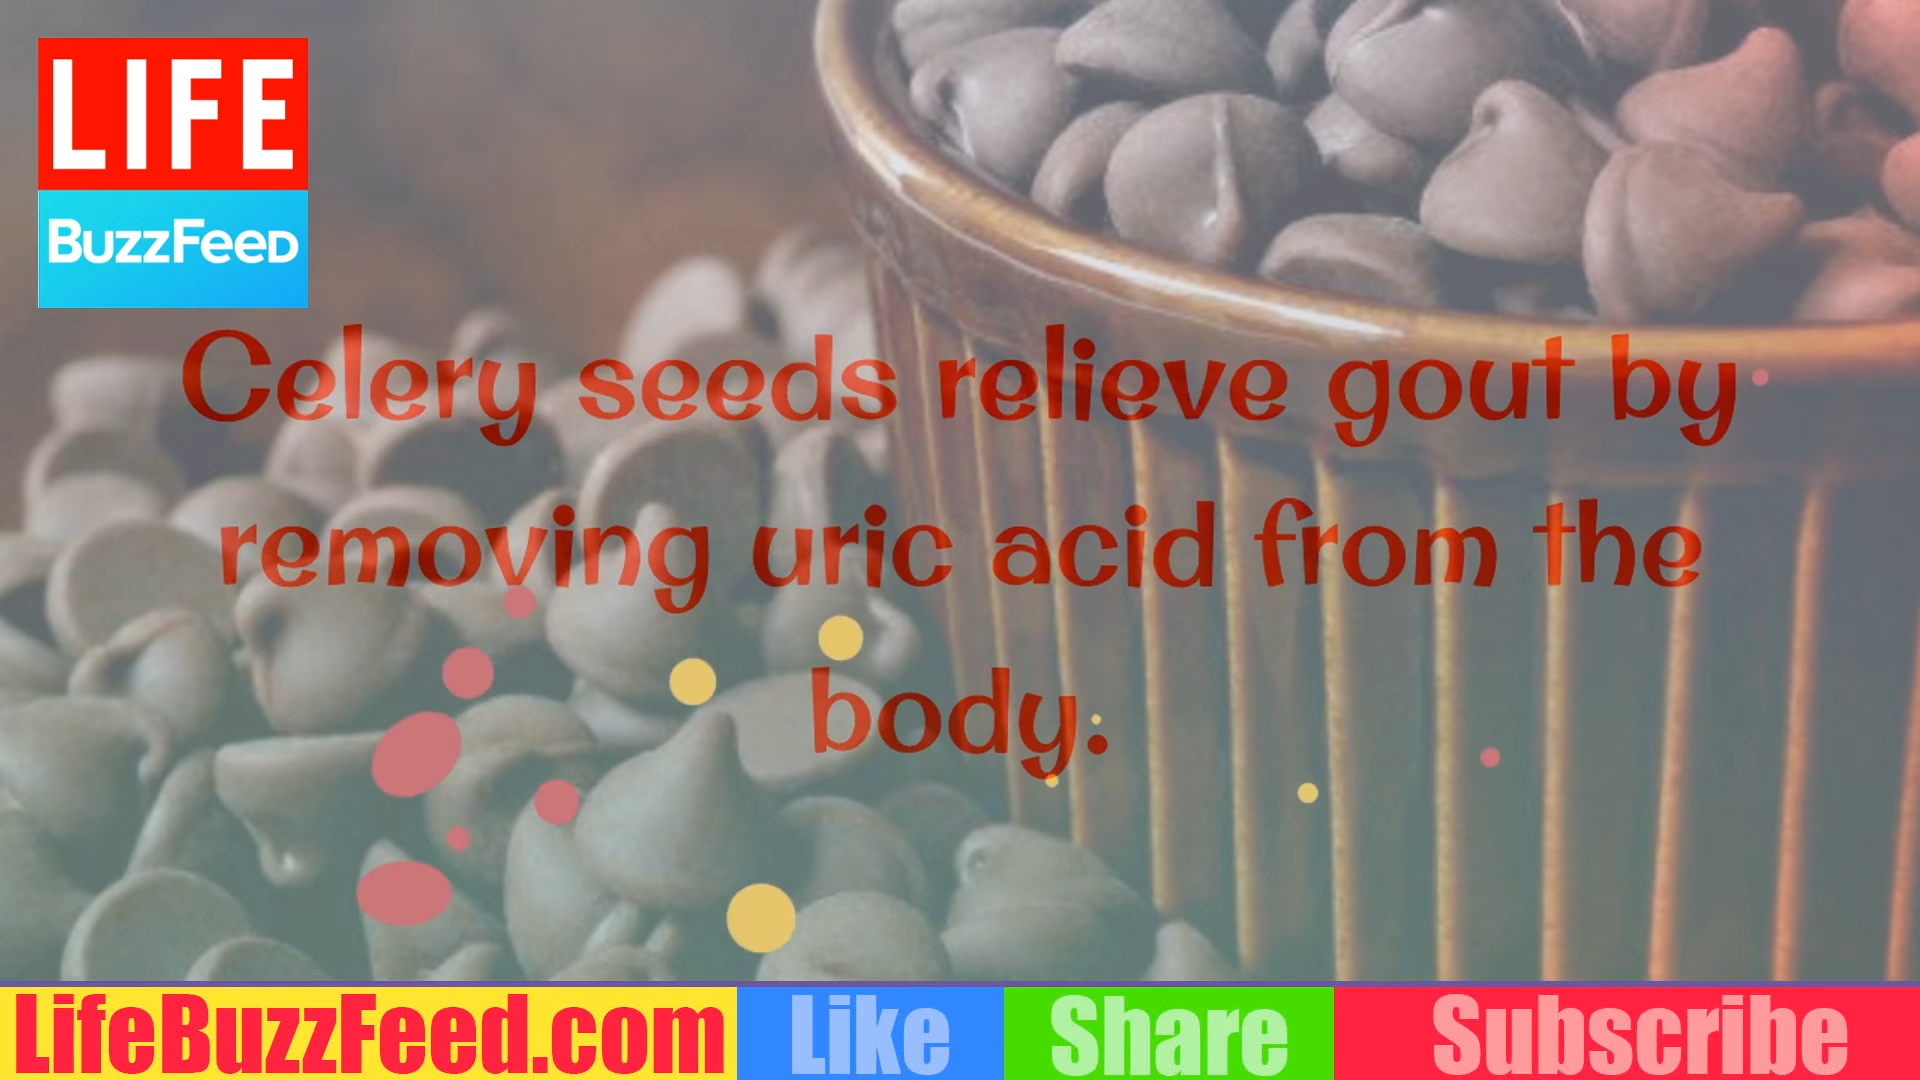 LIFE
BUZZFEED
Celery seeds relieve gout by
removing uric acid from the
body.
LifeBuzzFeed.com Like Share Subscribe